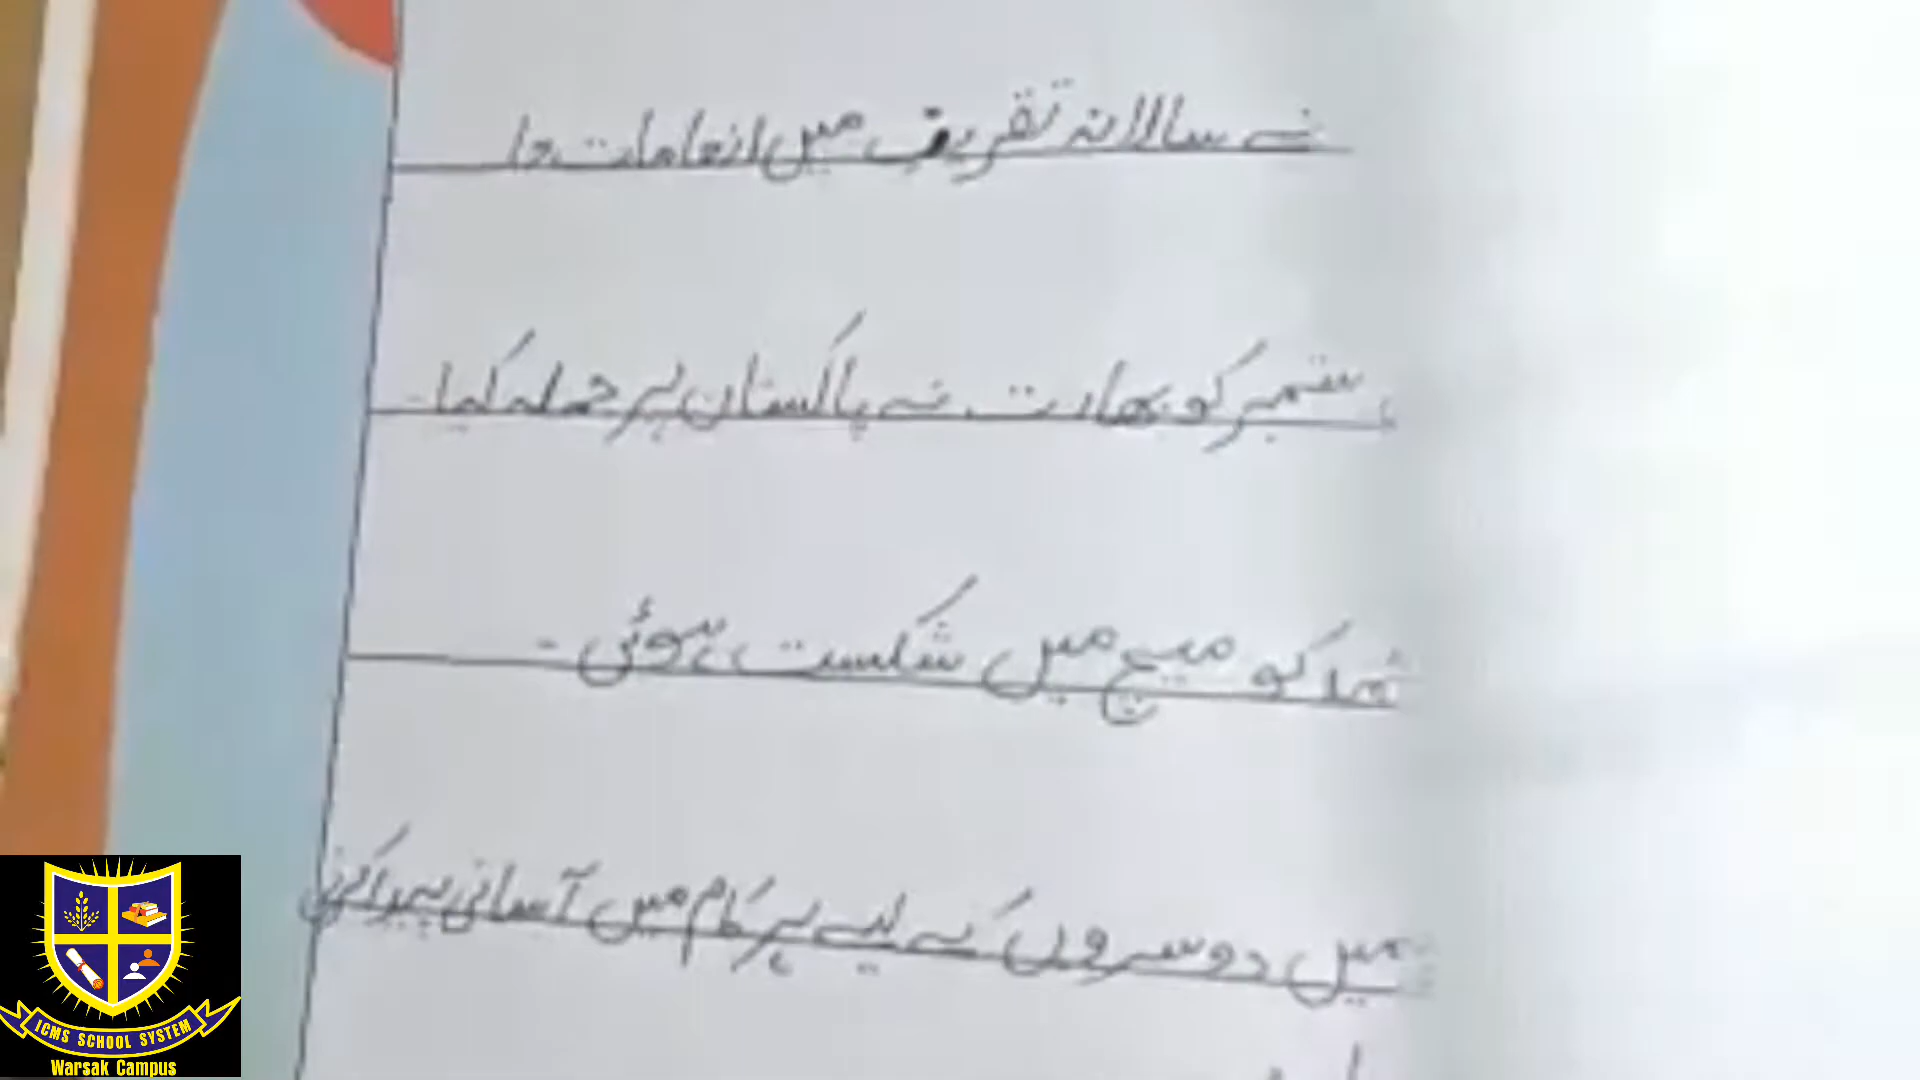 نے سالانہ تقریب میں انعامات دا
ستمبر کو بھارت نے پاکستان پر حملہ کیا۔
کو میچ میں شکست ہوئی۔
میں دوسروں کے لیے ہر کام میں آسانی پیدا کرنی
ICMS SCHOOL SYSTEM
Warsak Campus